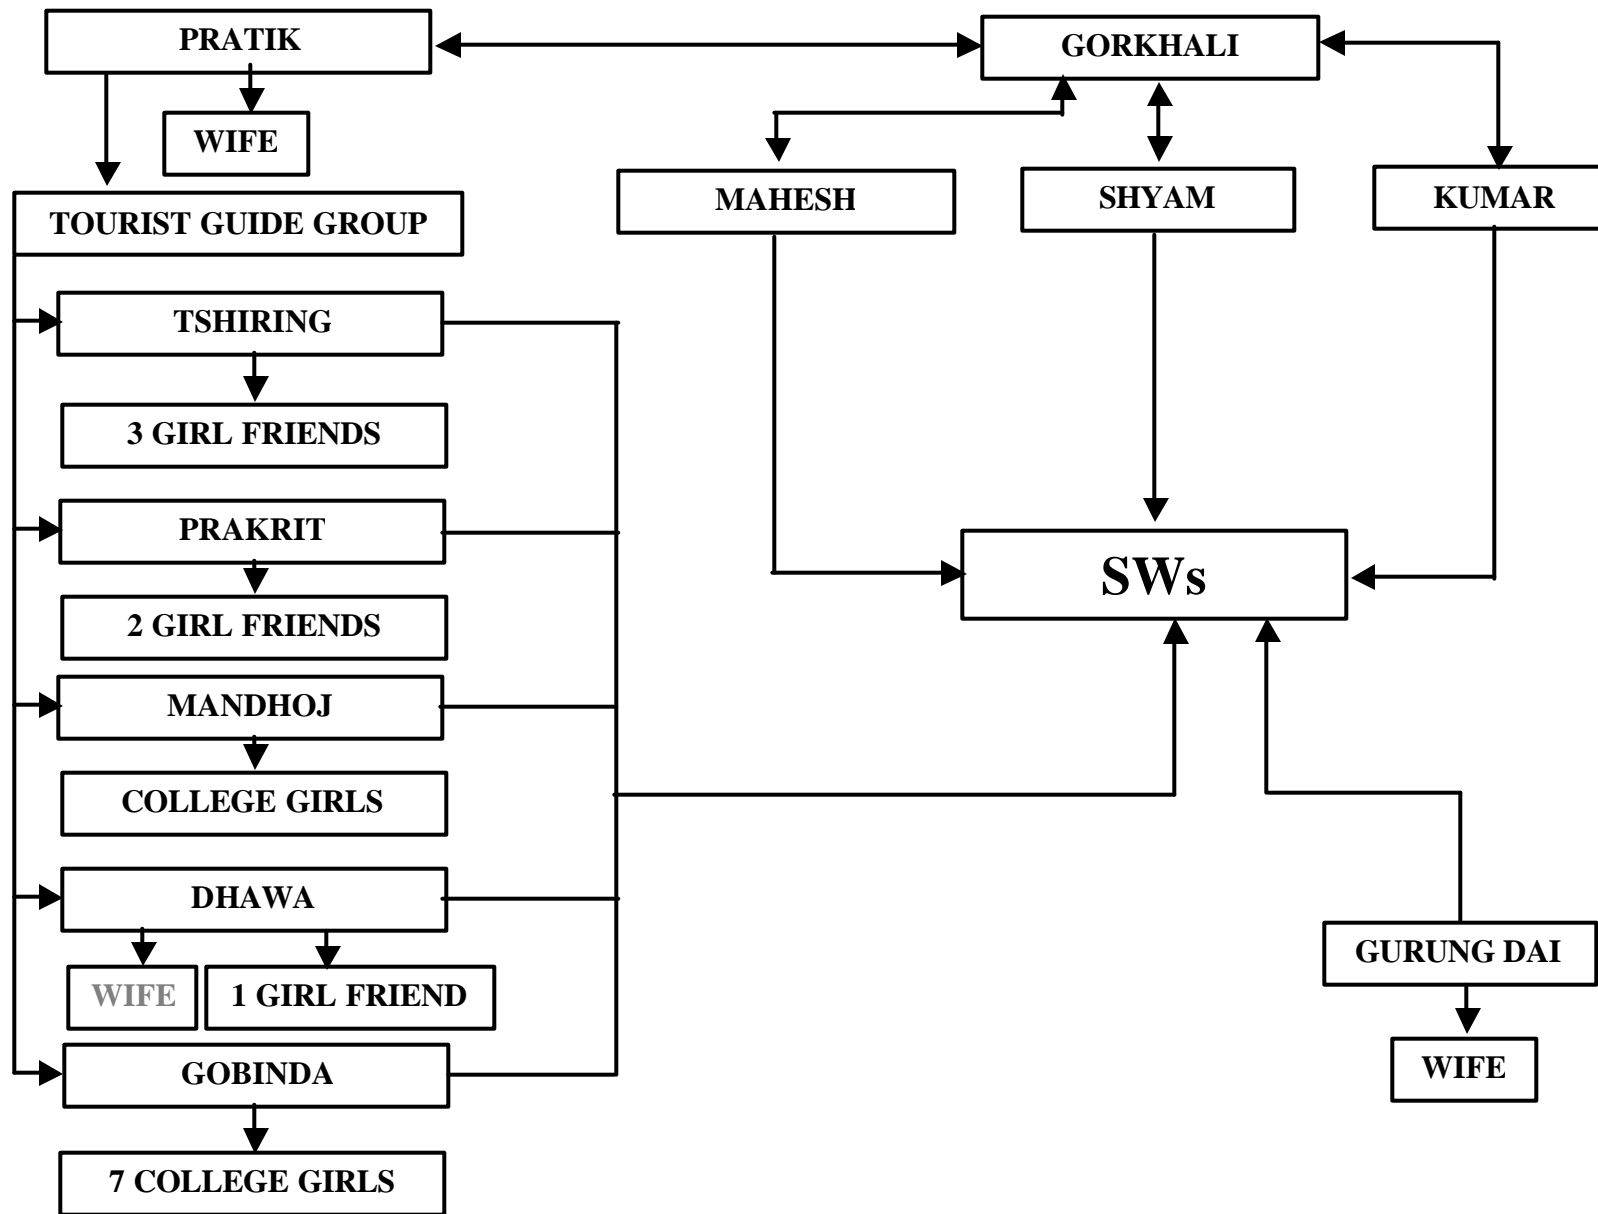 PRATIK
GORKHALI
WIFE
MAHESH
SHYAM
KUMAR
TOURIST GUIDE GROUP
TSHIRING
3 GIRL FRIENDS
PRAKRIT
2 GIRL FRIENDS
SWs
MANDHOJ
COLLEGE GIRLS
DHAWA
WIFE
1 GIRL FRIEND
GURUNG DAI
GOBINDA
WIFE
7 COLLEGE GIRLS